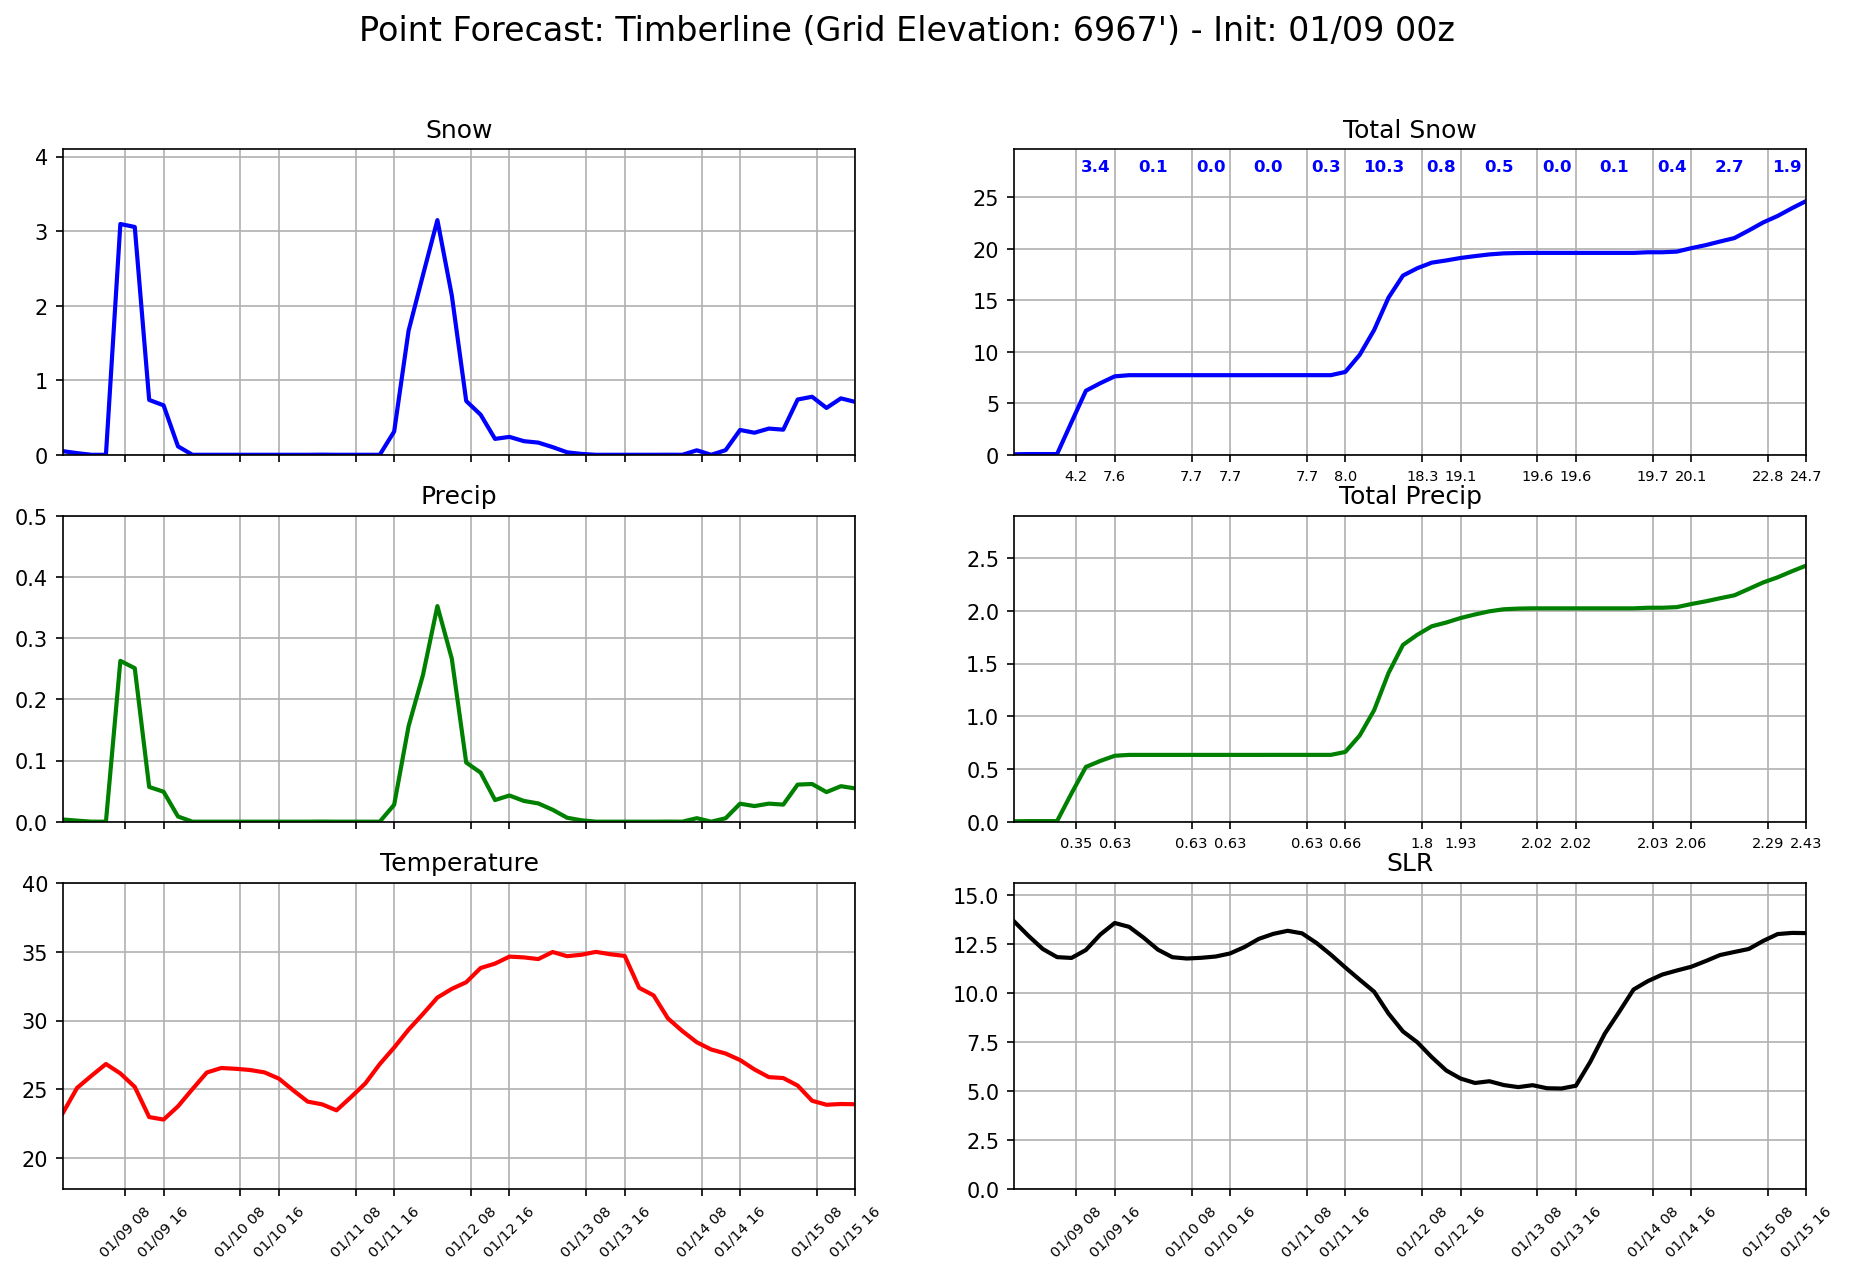 Point Forecast: Timberline (Grid Elevation: 6967') - Init: 01/09 00z
Snow
4
3
2
1
0
Total Snow
3.4 0.1 0.0 0.0 0.3 10.3 0.8 0.5 0.0 0.1 0.4 2.7 1.9
25
20
15
10
5
0
4.2 7.6 7.7 7.7 7.7 8.0 18.3 19.1 19.6 19.6 19.7 20.1 22.8 24.7
Precip
0.5
0.4
0.3
0.2
0.1
0.0
Total Precip
2.5
2.0
1.5
1.0
0.5
0.0
0.35 0.63 0.63 0.63 0.63 0.66 1.8 1.93 2.02 2.02 2.03 2.06 2.29 2.43
Temperature
40
35
30
25
20
01/09 08 01/09 16 01/10 08 01/10 16 01/11 08 01/11 16 01/12 08 01/12 16 01/13 08 01/13 16 01/14 08 01/14 16 01/15 08 01/15 16
SLR
15.0
12.5
10.0
7.5
5.0
2.5
0.0
01/09 08 01/09 16 01/10 08 01/10 16 01/11 08 01/11 16 01/12 08 01/12 16 01/13 08 01/13 16 01/14 08 01/14 16 01/15 08 01/15 16